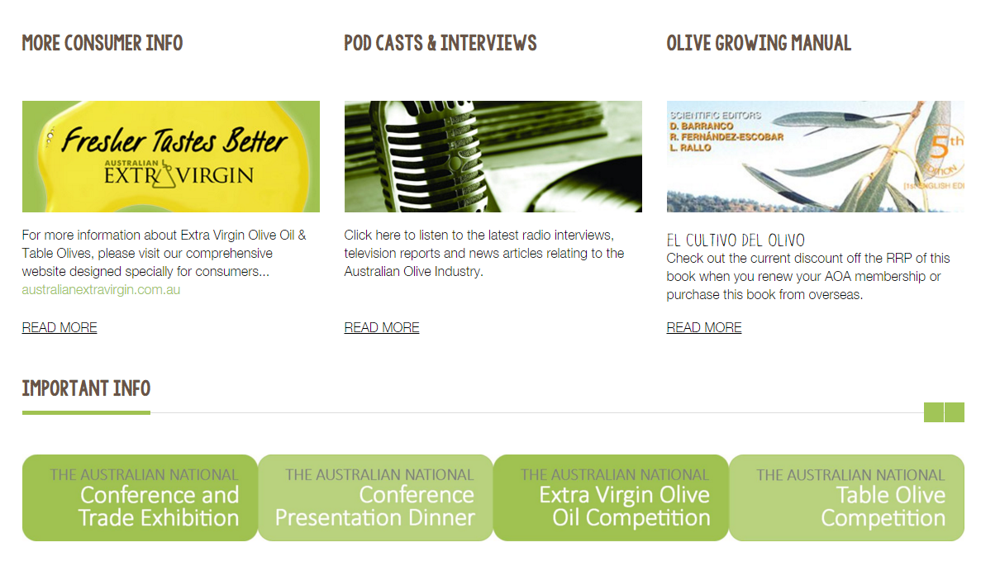 MORE CONSUMER INFO
Fresher Tastes Better
AUSTRALIAN
EXTRA VIRGIN
For more information about Extra Virgin Olive Oil &
Table Olives, please visit our comprehensive
website designed specially for consumers...
australianextravirgin.com.au
READ MORE
POD CASTS & INTERVIEWS
Click here to listen to the latest radio interviews,
television reports and news articles relating to the
Australian Olive Industry.
READ MORE
OLIVE GROWING MANUAL
SCIENTIFIC EDITORS
D. BARRANCO
R. FERNÁNDEZ-ESCOBAR
L. RALLO
5th
EDITION
[1st ENGLISH EDI
EL CULTIVO DEL OLIVO
Check out the current discount off the RRP of this
book when you renew your AOA membership or
purchase this book from overseas.
READ MORE
IMPORTANT INFO
THE AUSTRALIAN NATIONAL
Conference and
Trade Exhibition
THE AUSTRALIAN NATIONAL
Conference
Presentation Dinner
THE AUSTRALIAN NATIONAL
Extra Virgin Olive
Oil Competition
THE AUSTRALIAN NATIONAL
Table Olive
Competition